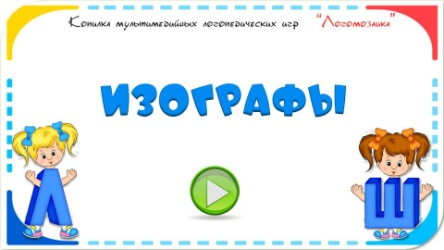 Копилка мультимедийных логопедических игр "Логомозаика"
ИЗОГРАФЫ
Л Ш